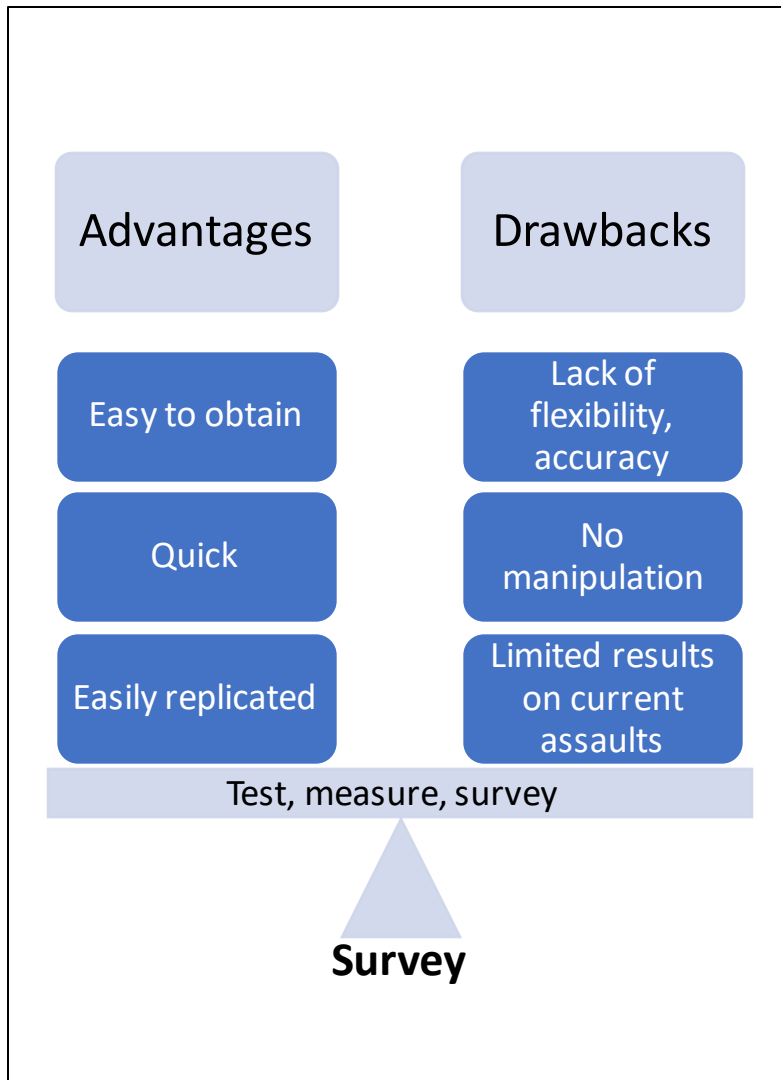 Advantages
Drawbacks
Easy to obtain
Lack of
flexibility,
accuracy
Quick
No
manipulation
Easily replicated
Limited results
on current
assaults
Test, measure, survey
Survey